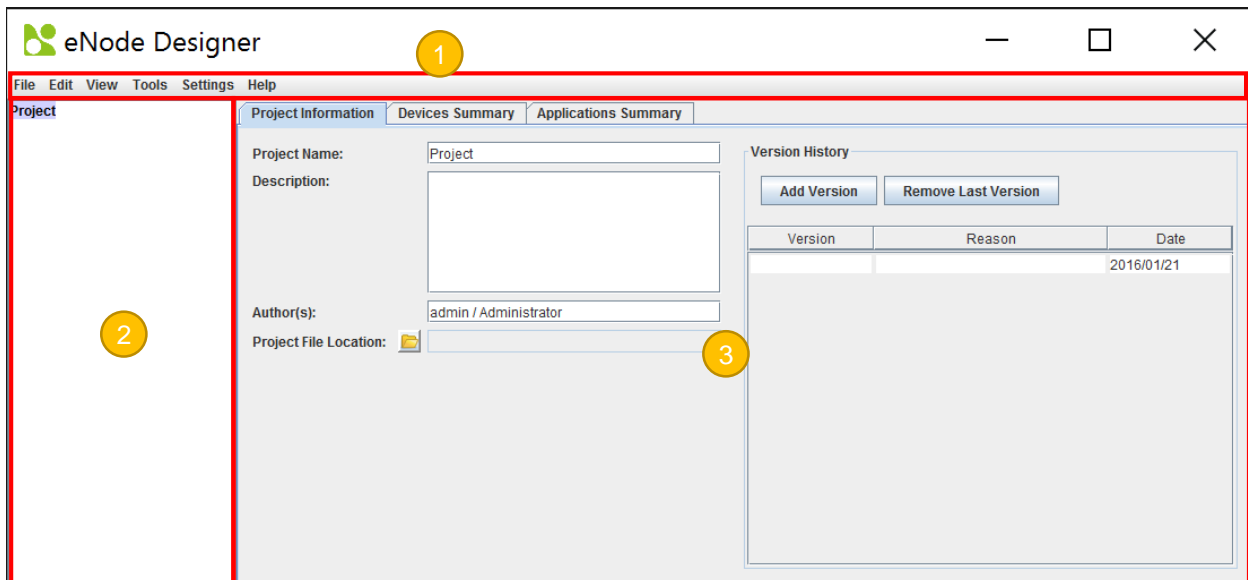 eNode Designer
1
File Edit View Tools Settings Help
Project
Project Information Devices Summary Applications Summary
Project Name: Project
Description:
Author(s): admin / Administrator
Project File Location:
2
3
Version History
Add Version Remove Last Version
Version Reason Date
2016/01/21